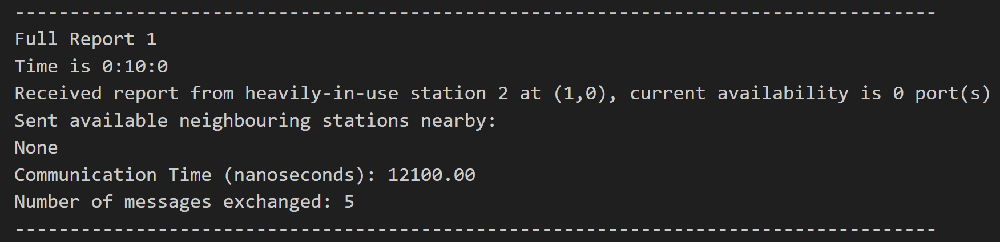 ------------------------------------------------------------------------------------
Full Report 1
Time is 0:10:0
Received report from heavily-in-use station 2 at (1,0), current availability is 0 port(s)
Sent available neighbouring stations nearby:
None
Communication Time (nanoseconds): 12100.00
Number of messages exchanged: 5
------------------------------------------------------------------------------------